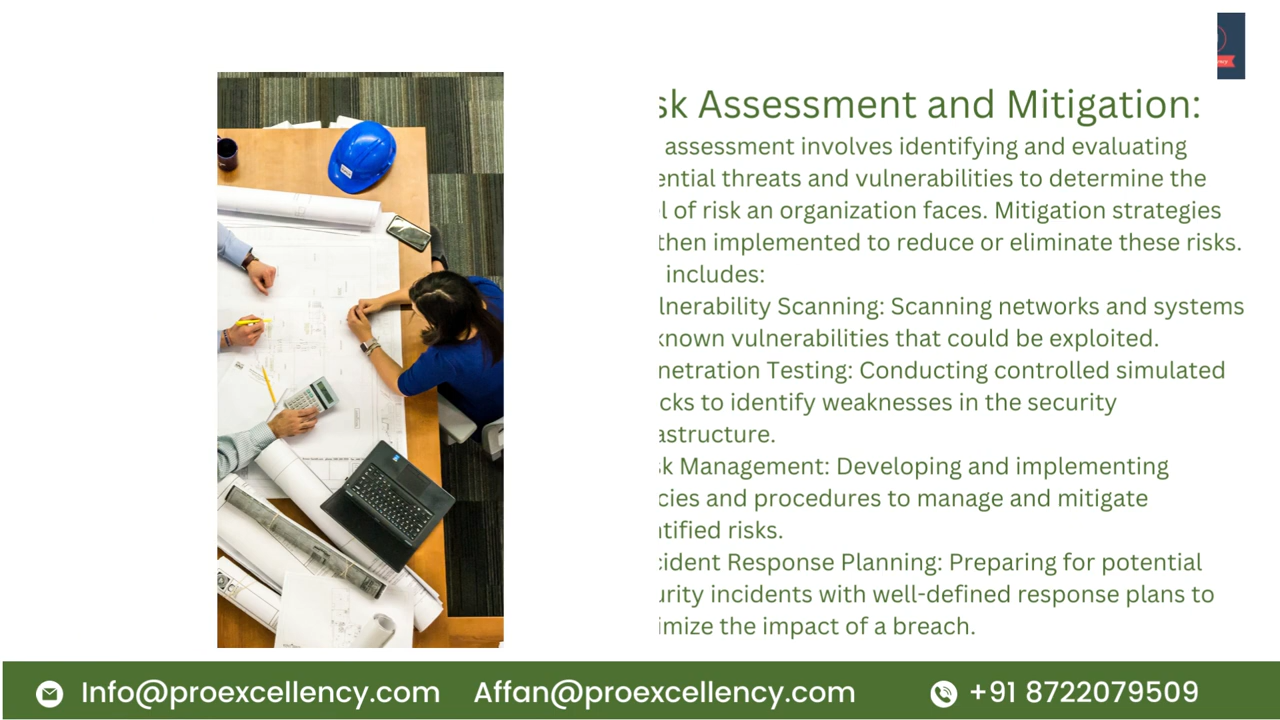 sk Assessment and Mitigation:
assessment involves identifying and evaluating
ential threats and vulnerabilities to determine the
l of risk an organization faces. Mitigation strategies
then implemented to reduce or eliminate these risks.
includes:
lnerability Scanning: Scanning networks and systems
known vulnerabilities that could be exploited.
netration Testing: Conducting controlled simulated
cks to identify weaknesses in the security
astructure.
sk Management: Developing and implementing
cies and procedures to manage and mitigate
ntified risks.
cident Response Planning: Preparing for potential
urity incidents with well-defined response plans to
imize the impact of a breach.
Info@proexcellency.com Affan@proexcellency.com +91 8722079509